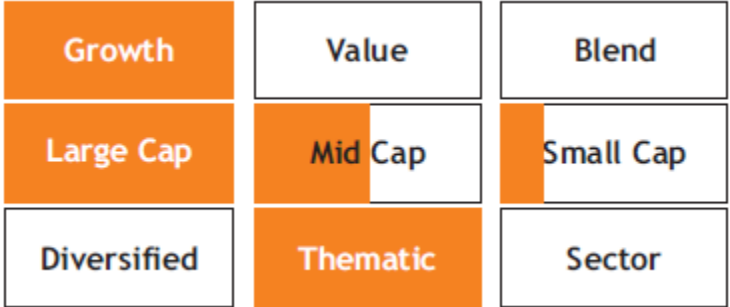 Growth Value Blend
Large Cap Mid Cap Small Cap
Diversified Thematic Sector